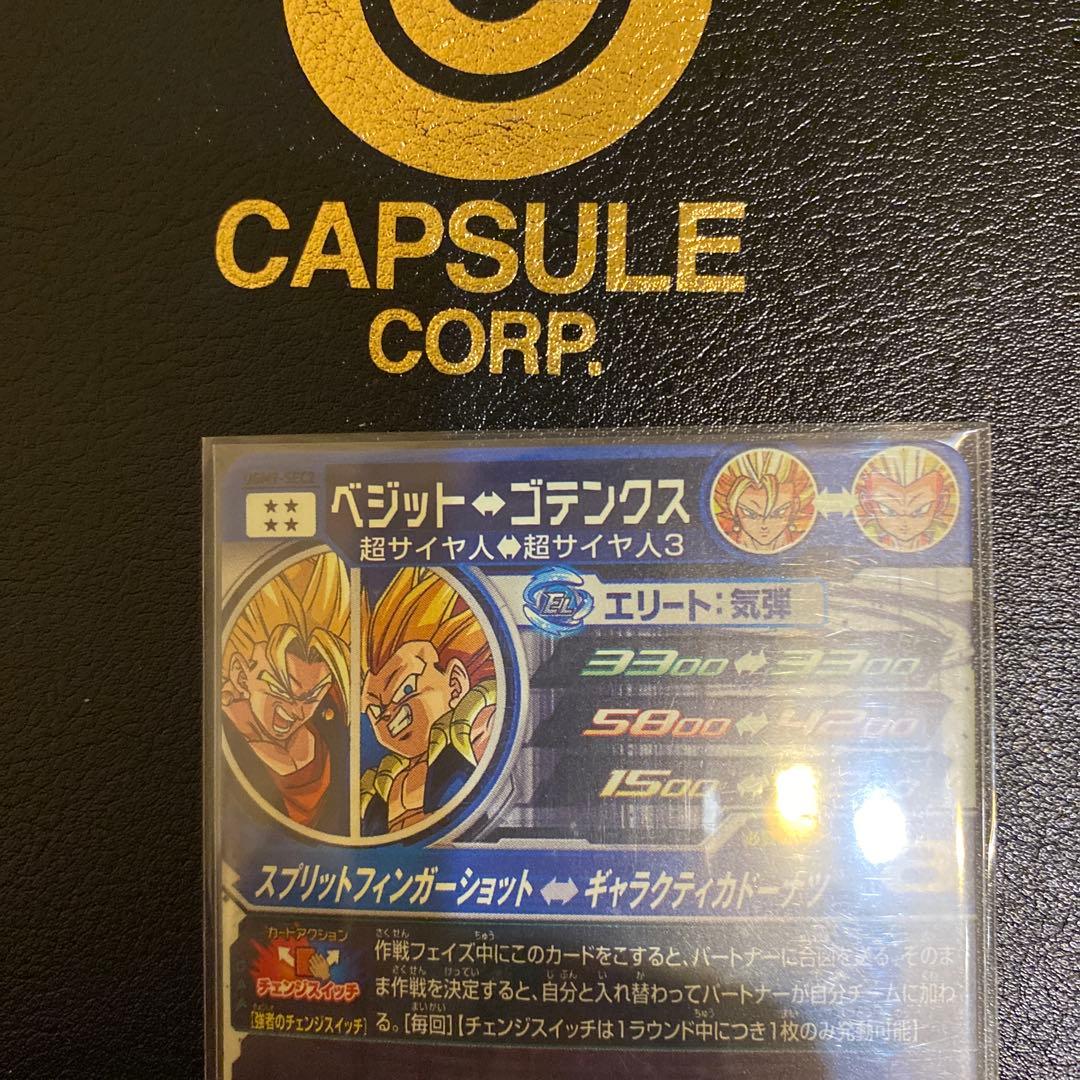 CAPSULE
CORP.
UGM7-SEC2
ベジット⇔ゴテンクス
超サイヤ人⇔超サイヤ人3
EL エリート:気弾
3300⇔3300
5800⇔4200
1500⇔
スプリットフィンガーショット⇔ギャラクティカドーナツ
カードアクション
チェンジスイッチ
[強者のチェンジスイッチ]
作戦フェイズ中にこのカードをこすると、パートナーに合図を送る。そのま
ま作戦を決定すると、自分と入れ替わってパートナーが自分チームに加わ
る。[毎回]【チェンジスイッチは1ラウンド中につき1枚のみ発動可能】